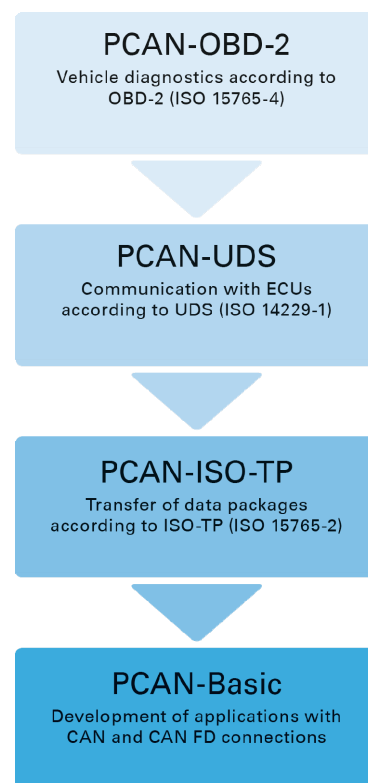 PCAN-OBD-2
Vehicle diagnostics according to
OBD-2 (ISO 15765-4)
PCAN-UDS
Communication with ECUs
according to UDS (ISO 14229-1)
PCAN-ISO-TP
Transfer of data packages
according to ISO-TP (ISO 15765-2)
PCAN-Basic
Development of applications with
CAN and CAN FD connections